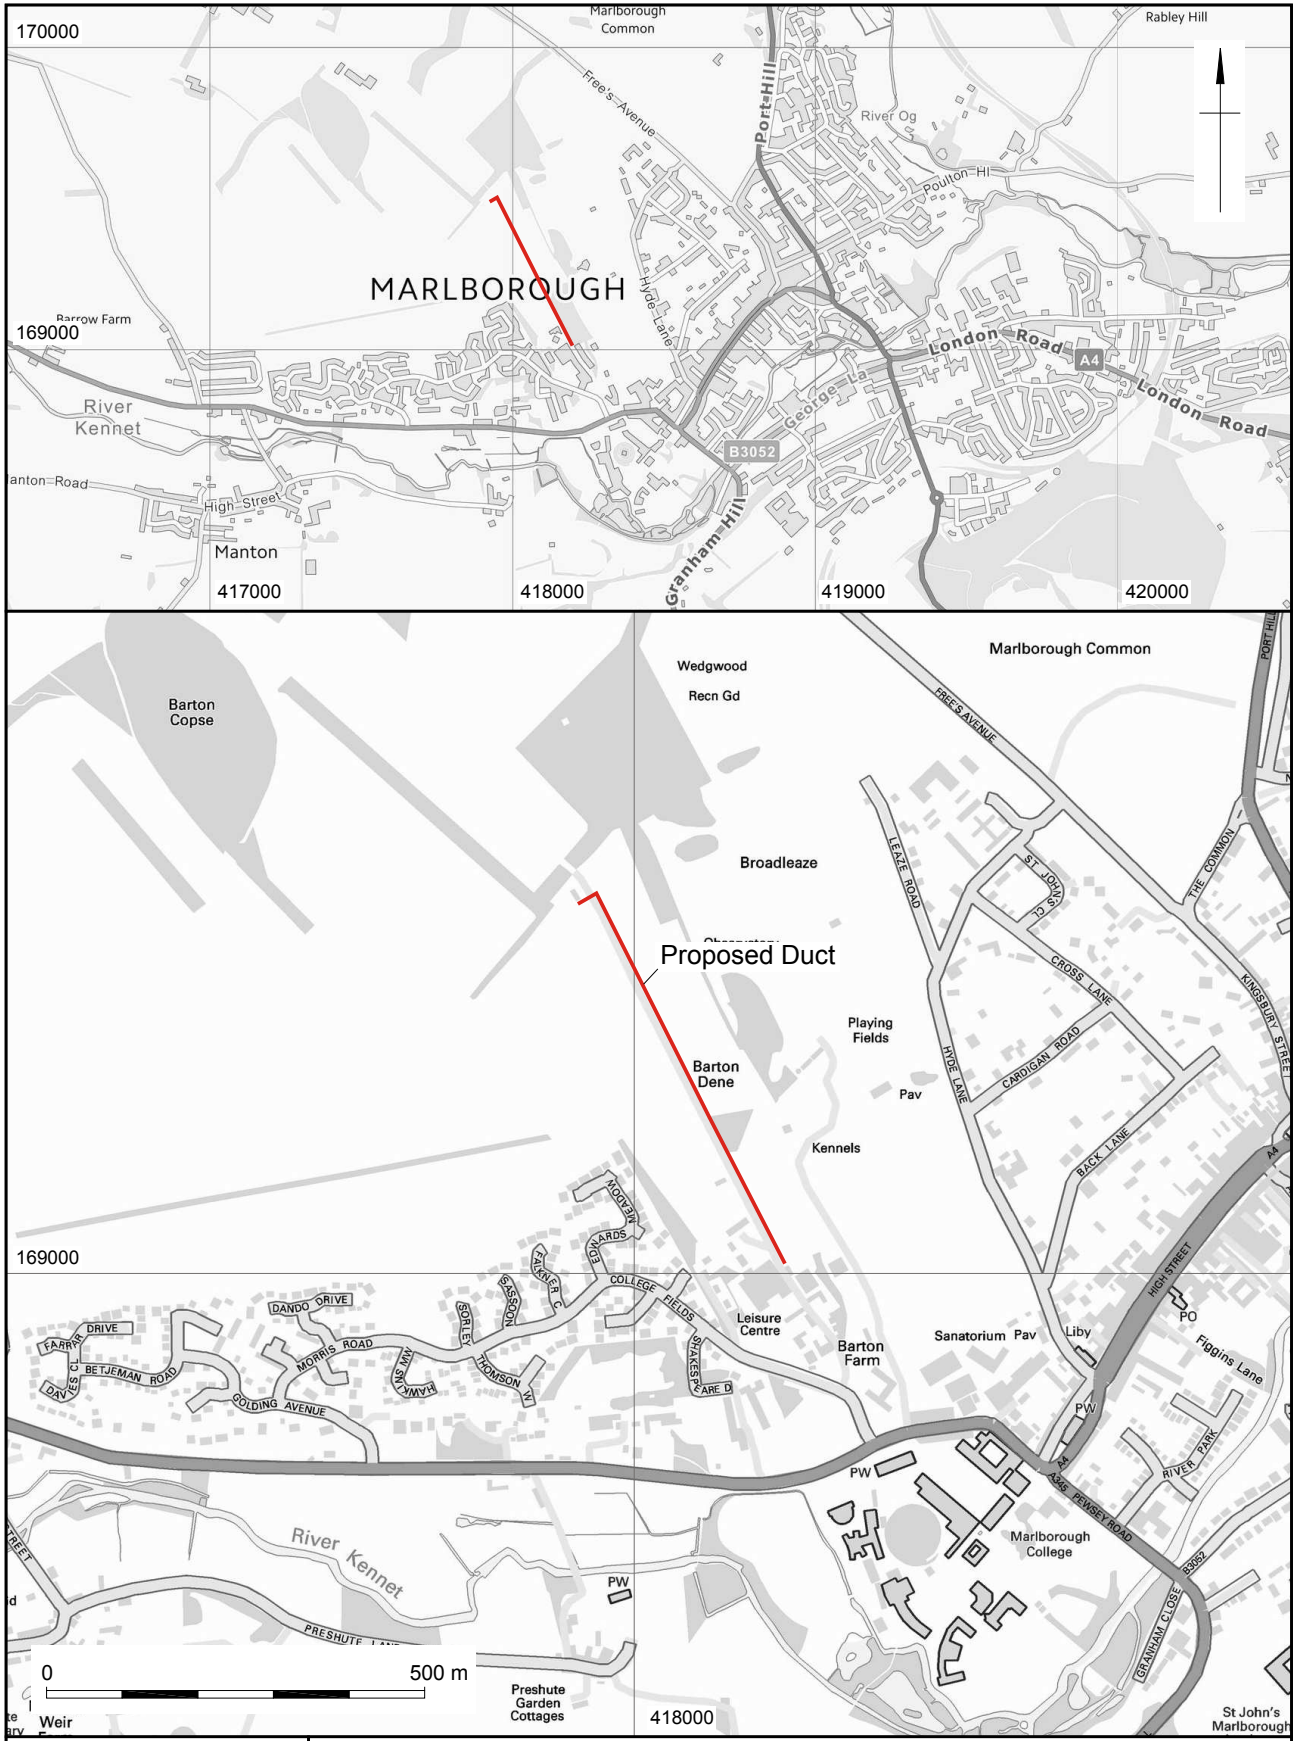 170000
Marlborough
Common
Rabley Hill
Free's Avenue
Port Hill
River Og
Poulton Hl
MARLBOROUGH
Hyde Lane
Barrow Farm
169000
London Road
A4
London Road
River
Kennet
George La
B3052
High Street
Granham Hill
Manton
417000
418000
419000
420000
Marlborough Common
PORT HILL
Wedgwood
Recn Gd
Barton
Copse
FREE'S AVENUE
THE COMMON
LEAZE ROAD
ST JOHN'S CL
Broadleaze
Proposed Duct
CROSS LANE
KINGSBURY STREET
Playing
Fields
CARDIGAN ROAD
HYDE LANE
Barton
Dene
Pav
BACK LANE
Kennels
A4
EDWARDS
MEADOW
169000
FALKNER C
COLLEGE FIELDS
HIGH STREET
SASSOON
DANDO DRIVE
SORLEY
PO
Leisure
Centre
Sanatorium
Pav
Liby
FARRAR DRIVE
MORRIS ROAD
Barton
Farm
Figgins Lane
BETJEMAN ROAD
DAVIES CL
HAWKYNS MW
THOMSON W
SHAKESPEARE D
GOLDING AVENUE
PW
RIVER PARK
A4
PW
A345
PEWSEY ROAD
Marlborough
College
River Kennet
B3052
PW
GRANHAM CLOSE
0
500 m
Preshute
Garden
Cottages
418000
Weir
St John's
Marlborough